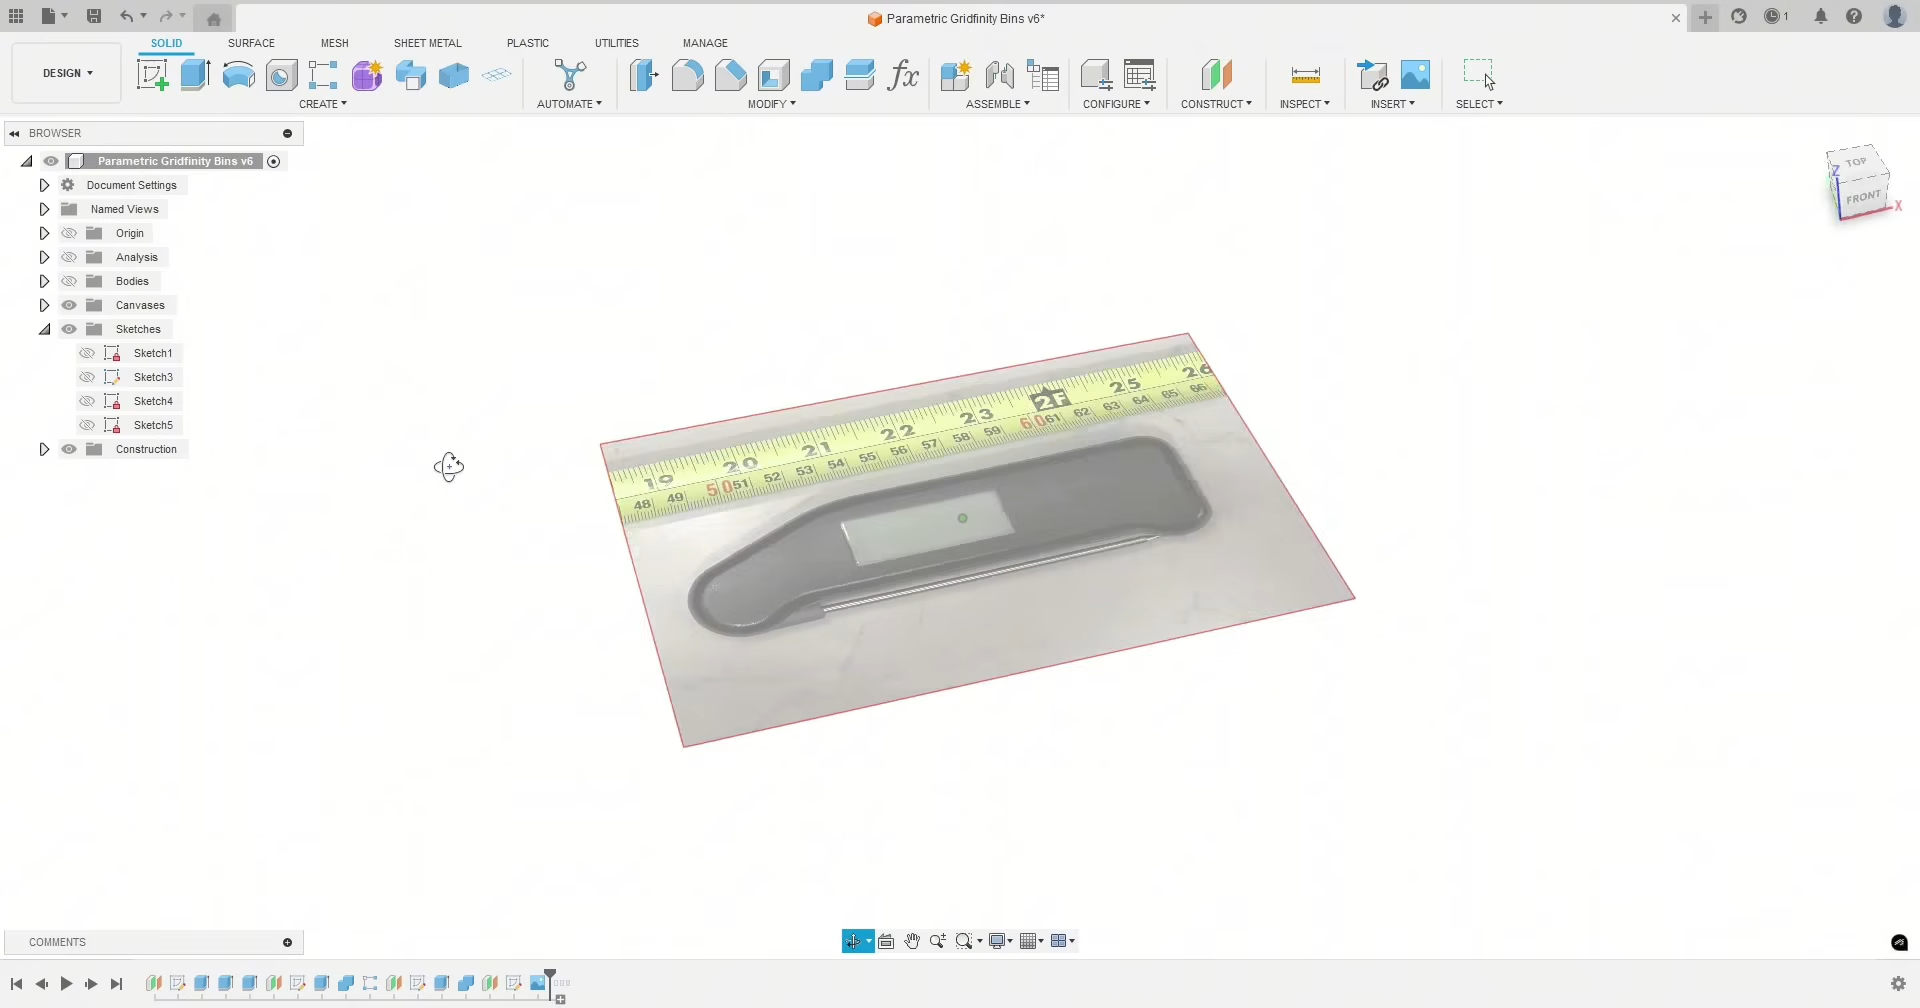 Parametric Gridfinity Bins v6*
1
SOLID SURFACE MESH SHEET METAL PLASTIC UTILITIES MANAGE
DESIGN
CREATE AUTOMATE MODIFY ASSEMBLE CONFIGURE CONSTRUCT INSPECT INSERT SELECT
fx
BROWSER
Parametric Gridfinity Bins v6
Document Settings
Named Views
Origin
Analysis
Bodies
Canvases
Sketches
Sketch1
Sketch3
Sketch4
Sketch5
Construction
TOP
FRONT
Z
X
19 20 21 22 23 2F 25 26
48 49 50 51 52 53 54 55 56 57 58 59 60 61 62 63 64 65 66
COMMENTS